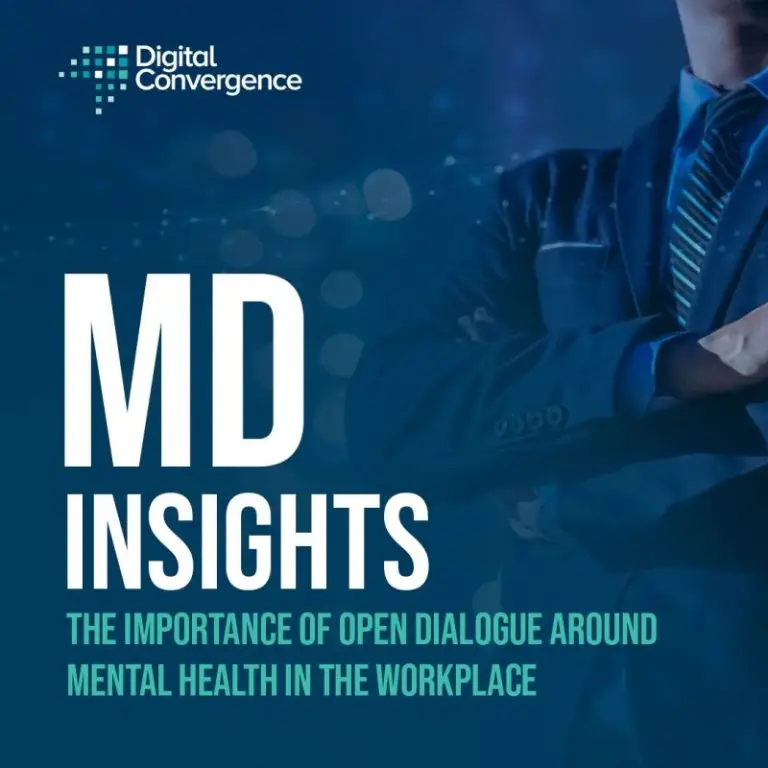 Digital
Convergence
MD
INSIGHTS
THE IMPORTANCE OF OPEN DIALOGUE AROUND
MENTAL HEALTH IN THE WORKPLACE